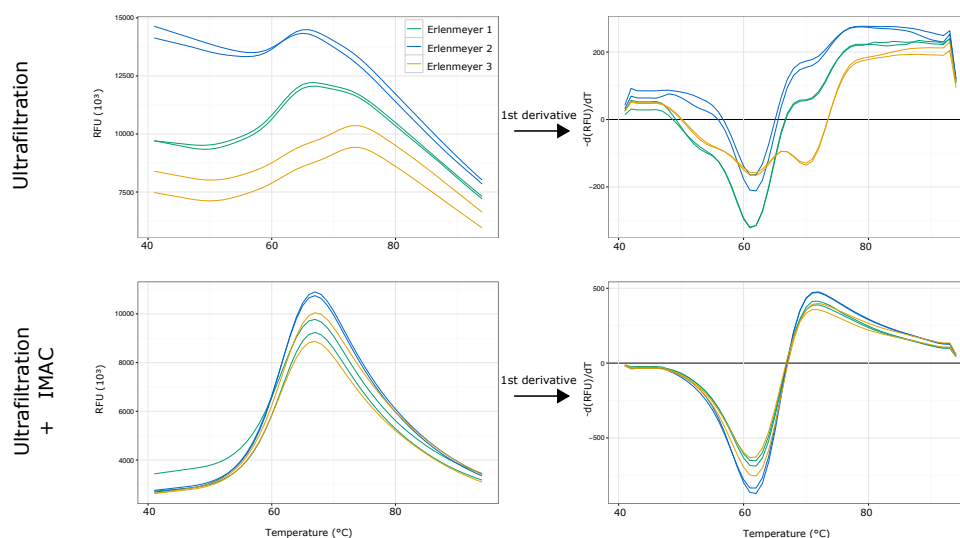 Ultrafiltration
RFU (10³)
15000
12500
10000
7500
40
60
80
Erlenmeyer 1
Erlenmeyer 2
Erlenmeyer 3
1st derivative
-d(RFU)/dT
200
0
−200
40
60
80
Ultrafiltration
+ IMAC
RFU (10³)
10000
8000
6000
4000
40
60
80
Temperature (°C)
1st derivative
-d(RFU)/dT
500
0
−500
40
60
80
Temperature (°C)